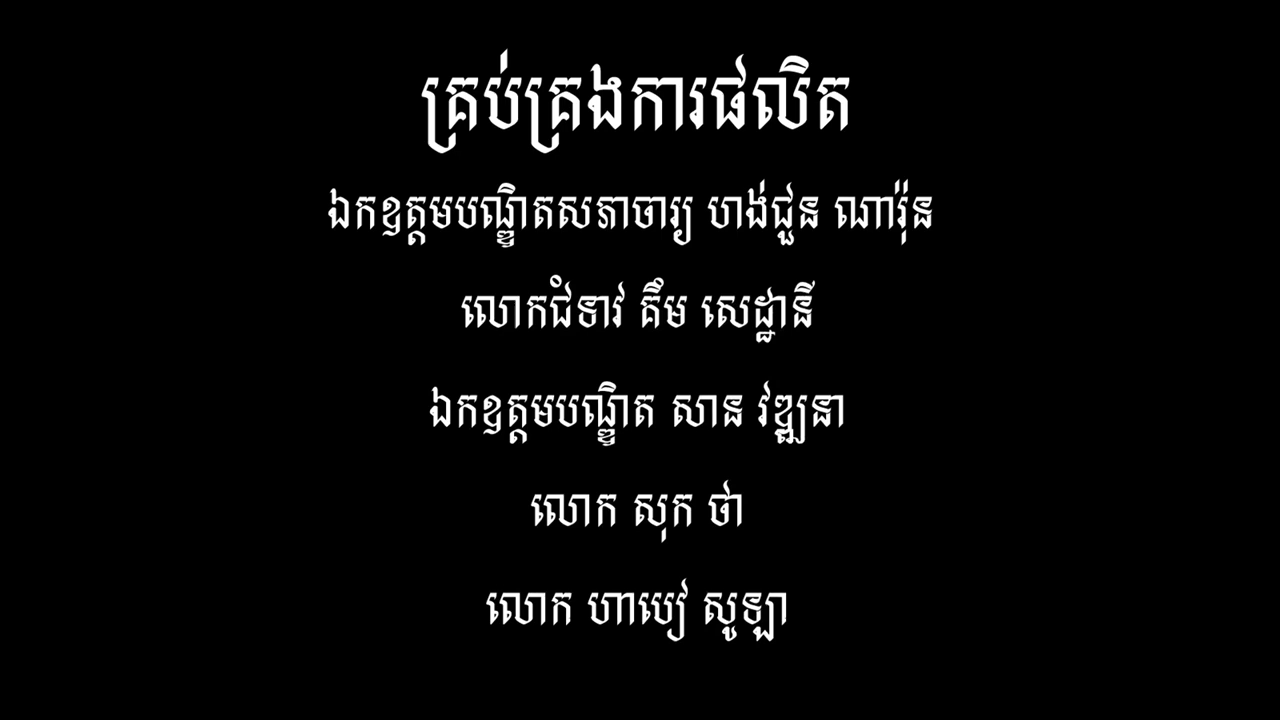 គ្រប់គ្រងការផលិត
ឯកឧត្តមបណ្ឌិតសភាចារ្យ ហង់ជួន ណារ៉ុន
លោកជំទាវ គឹម សេដ្ឋានី
ឯកឧត្តមបណ្ឌិត សាន វឌ្ឍនា
លោក សុក ថា
លោក ហាបៀ សូឡា